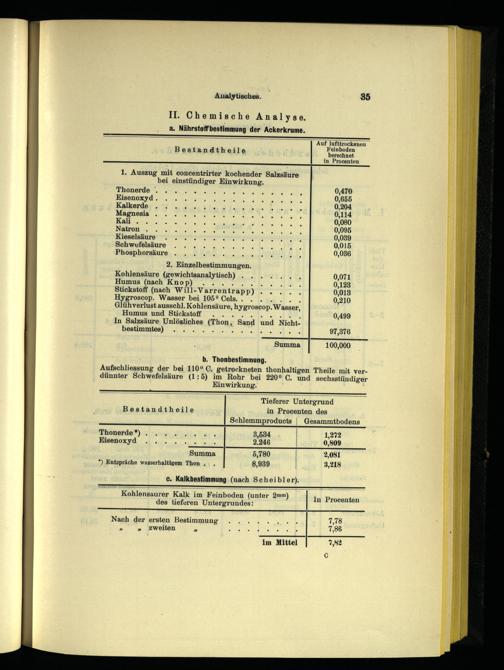 Analytisches. 35
II. Chemische Analyse.
a. Nährstoffbestimmung der Ackerkrume.
Bestandtheile
Auf lufttrocknen
Feinboden
berechnet
in Procenten
1. Auszug mit concentrirter kochender Salzsäure
bei einstündiger Einwirkung.
Thonerde 0,470
Eisenoxyd 0,655
Kalkerde 0,204
Magnesia 0,114
Kali 0,080
Natron 0,095
Kieselsäure 0,039
Schwefelsäure 0,015
Phosphorsäure 0,036
2. Einzelbestimmungen.
Kohlensäure (gewichtsanalytisch) 0,071
Humus (nach Knop) 0,123
Stickstoff (nach Will-Varrentrapp) 0,013
Hygroscop. Wasser bei 105° Cels. 0,210
Glühverlust ausschl. Kohlensäure, hygroscop. Wasser,
Humus und Stickstoff 0,499
In Salzsäure Unlösliches (Thon, Sand und Nicht-
bestimmtes) 97,376
Summa 100,000
b. Thonbestimmung.
Aufschliessung der bei 110° C. getrockneten thonhaltigen Theile mit ver-
dünnter Schwefelsäure (1:5) im Rohr bei 220° C. und sechsstündiger
Einwirkung.
Bestandtheile
Tieferer Untergrund
in Procenten des
Schlemmproducts Gesammtbodens
Thonerde*) 3,534 1,272
Eisenoxyd 2.246 0,809
Summa 5,780 2,081
*) Entspräche wasserhaltigem Thon 8,939 3,218
c. Kalkbestimmung (nach Scheibler).
Kohlensaurer Kalk im Feinboden (unter 2mm)
des tieferen Untergrundes:
In Procenten
Nach der ersten Bestimmung 7,78
„ „ zweiten „ 7,86
im Mittel 7,82
C